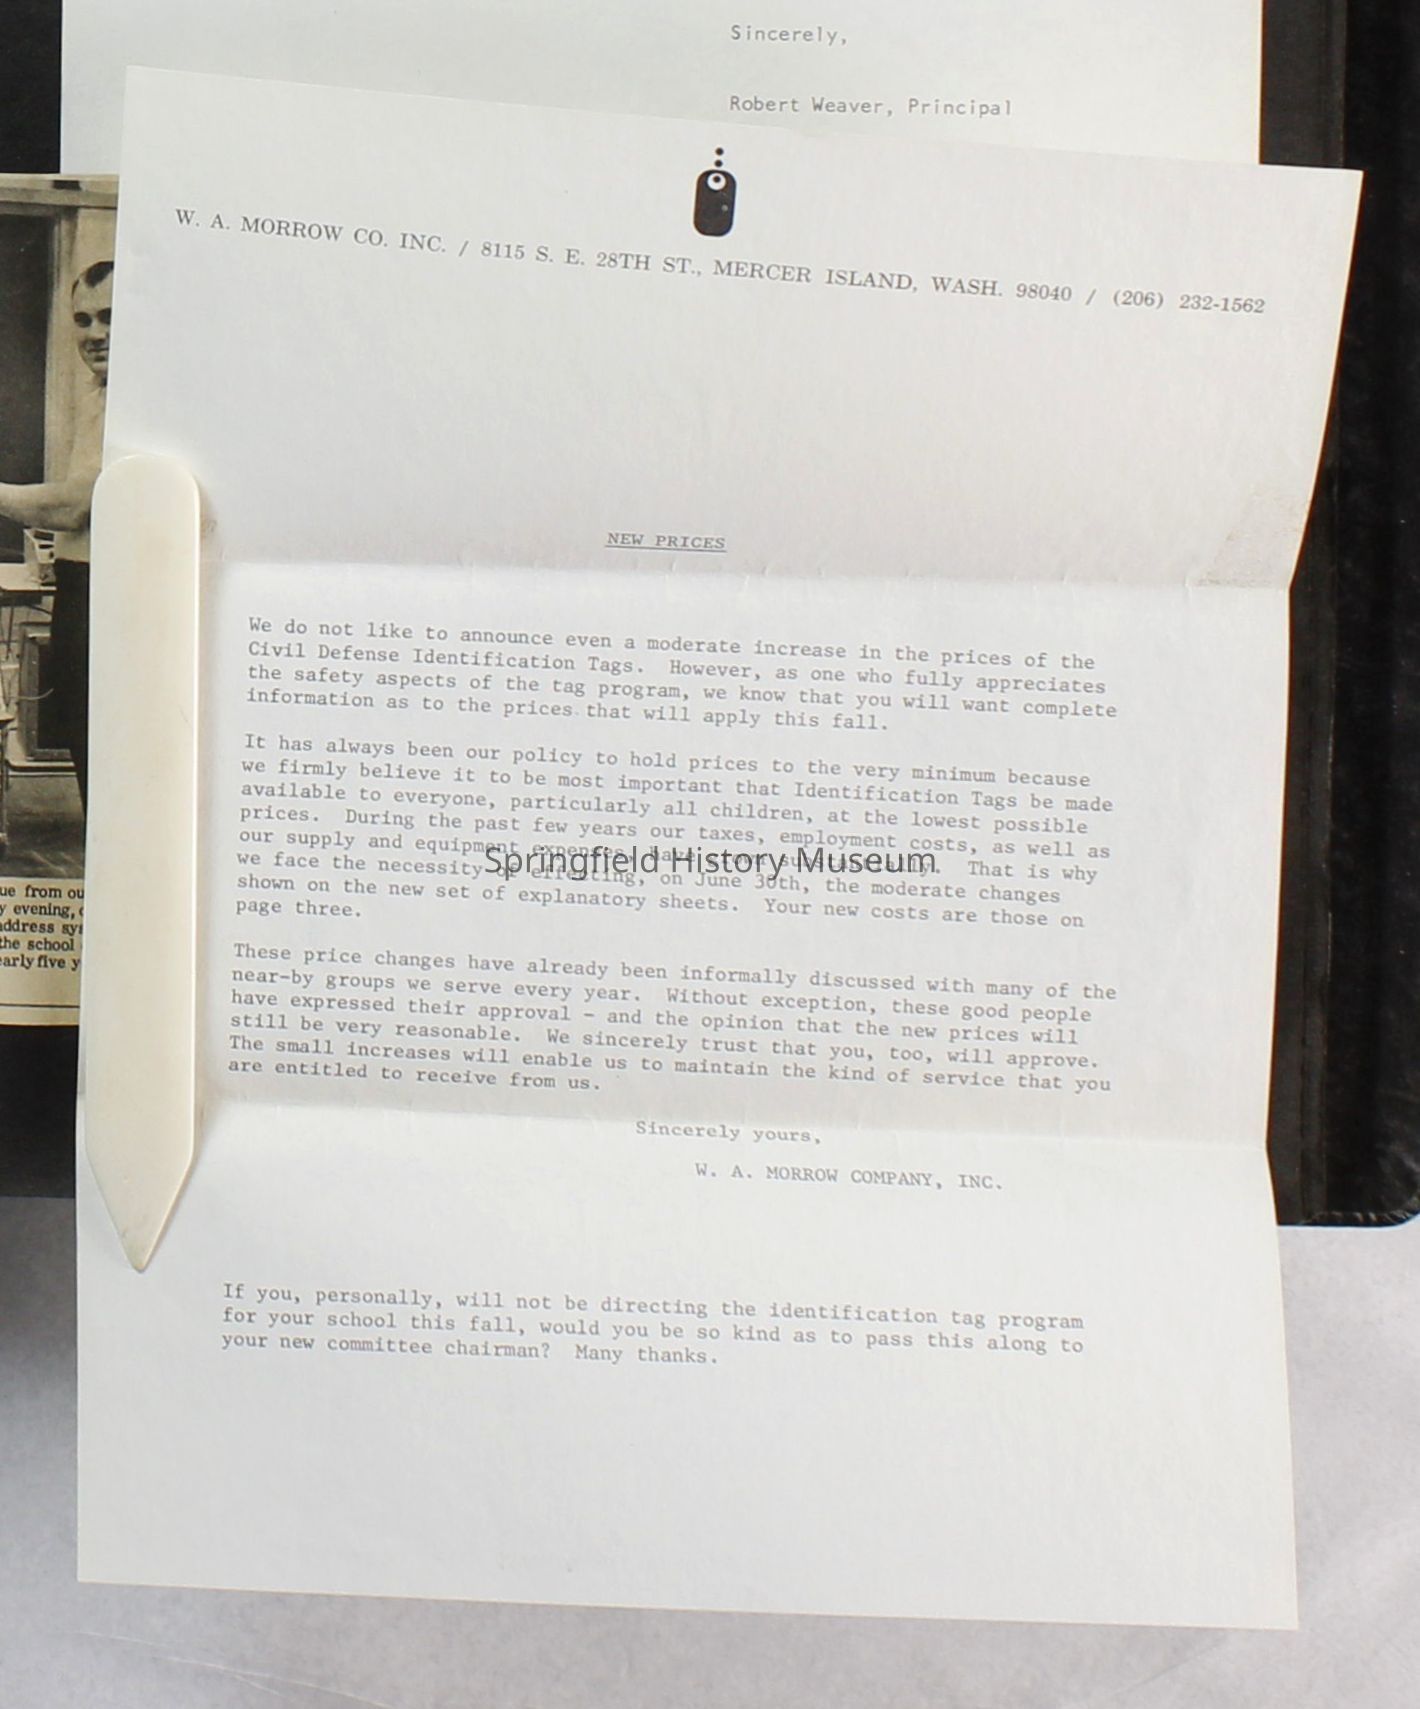 Sincerely,
Robert Weaver, Principal
W. A. MORROW CO. INC. / 8115 S. E. 28TH ST., MERCER ISLAND, WASH. 98040 / (206) 232-1562
NEW PRICES
We do not like to announce even a moderate increase in the prices of the
Civil Defense Identification Tags. However, as one who fully appreciates
the safety aspects of the tag program, we know that you will want complete
information as to the prices that will apply this fall.
It has always been our policy to hold prices to the very minimum because
we firmly believe it to be most important that Identification Tags be made
available to everyone, particularly all children, at the lowest possible
prices. During the past few years our taxes, employment costs, as well as
our supply and equipment expenses, have grown substantially. That is why
we face the necessity of effecting, on June 30th, the moderate changes
shown on the new set of explanatory sheets. Your new costs are those on
page three.
These price changes have already been informally discussed with many of the
near-by groups we serve every year. Without exception, these good people
have expressed their approval - and the opinion that the new prices will
still be very reasonable. We sincerely trust that you, too, will approve.
The small increases will enable us to maintain the kind of service that you
are entitled to receive from us.
Sincerely yours,
W. A. MORROW COMPANY, INC.
If you, personally, will not be directing the identification tag program
for your school this fall, would you be so kind as to pass this along to
your new committee chairman? Many thanks.
Springfield History Museum
ue from ou
y evening,
address sys
the school
early five y